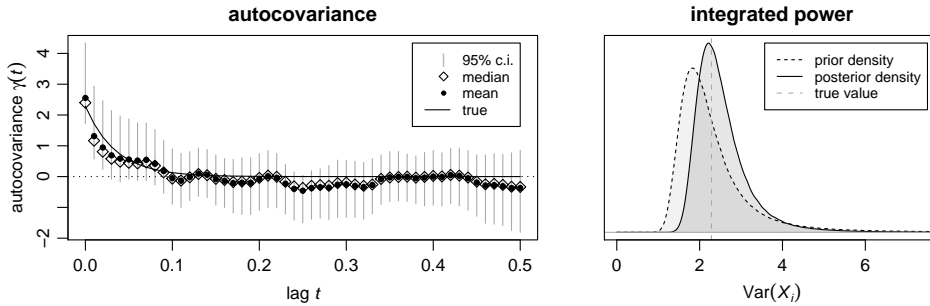 autocovariance
autocovariance γ(t)
4
3
2
1
0
−2
0.0 0.1 0.2 0.3 0.4 0.5
lag t
95% c.i.
median
mean
true
integrated power
prior density
posterior density
true value
0 2 4 6
Var(Xi)